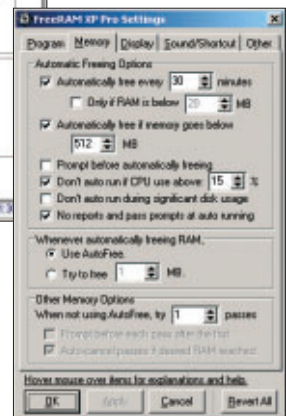 FreeRAM XP Pro Settings
Program Memory Display Sound/Shortcut Other
Automatic Freeing Options
Automatically free every 30 minutes
Only if RAM is below 20 MB
Automatically free if memory goes below
512 MB
Prompt before automatically freeing
Don't auto run if CPU use above: 15 %
Don't auto run during significant disk usage
No reports and pass prompts at auto running
Whenever automatically freeing RAM,
Use AutoFree.
Try to free 1 MB.
Other Memory Options
When not using AutoFree, try 1 passes
Prompt before each pass after the first
Auto-cancel passes if desired RAM reached
Hover mouse over items for explanations and help.
OK Apply Cancel Revert All